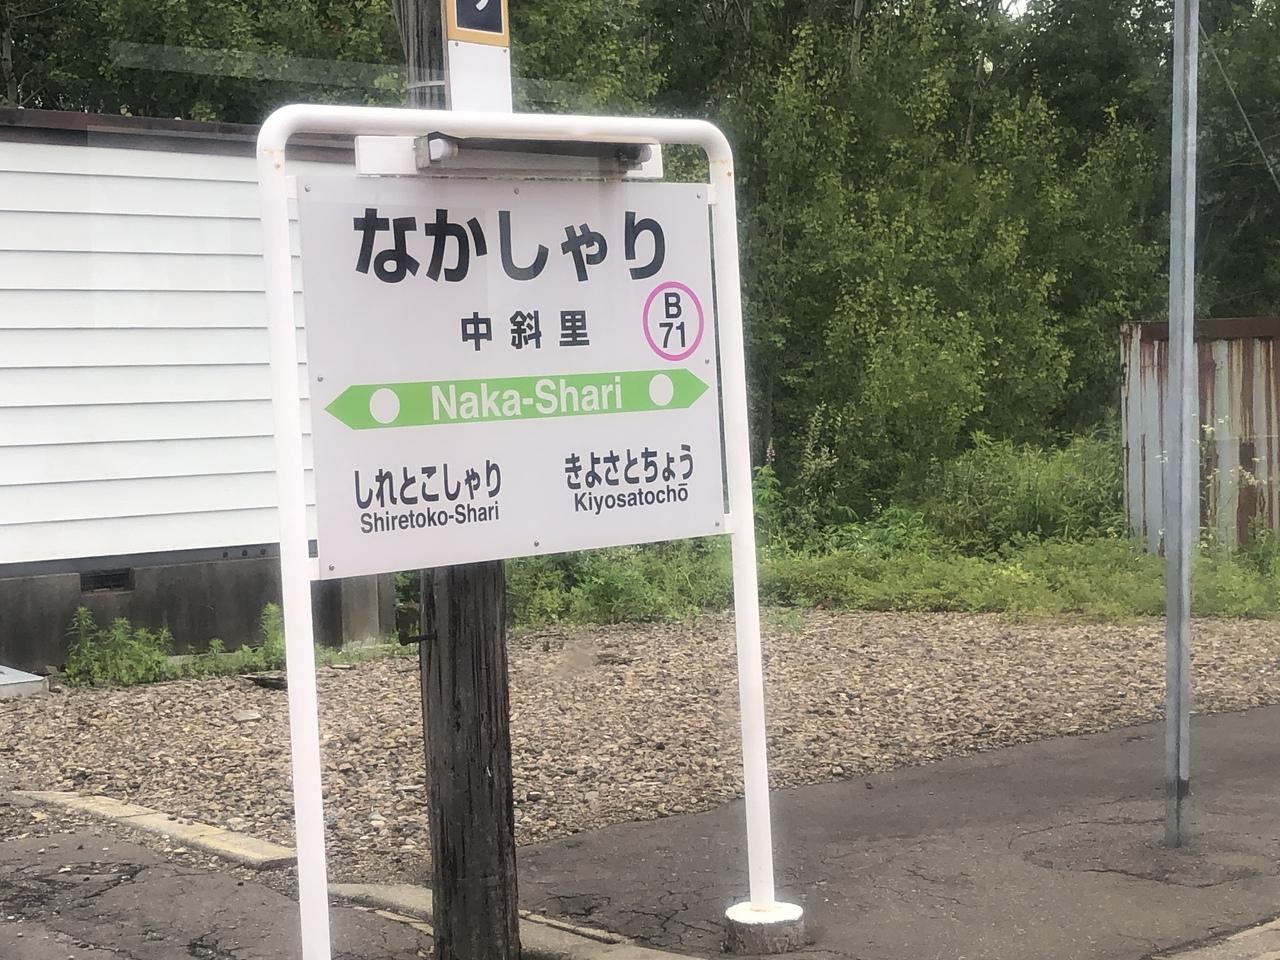 なかしゃり
中斜里
B
71
Naka-Shari
しれとこしゃり
Shiretoko-Shari
きよさとちょう
Kiyosatochō